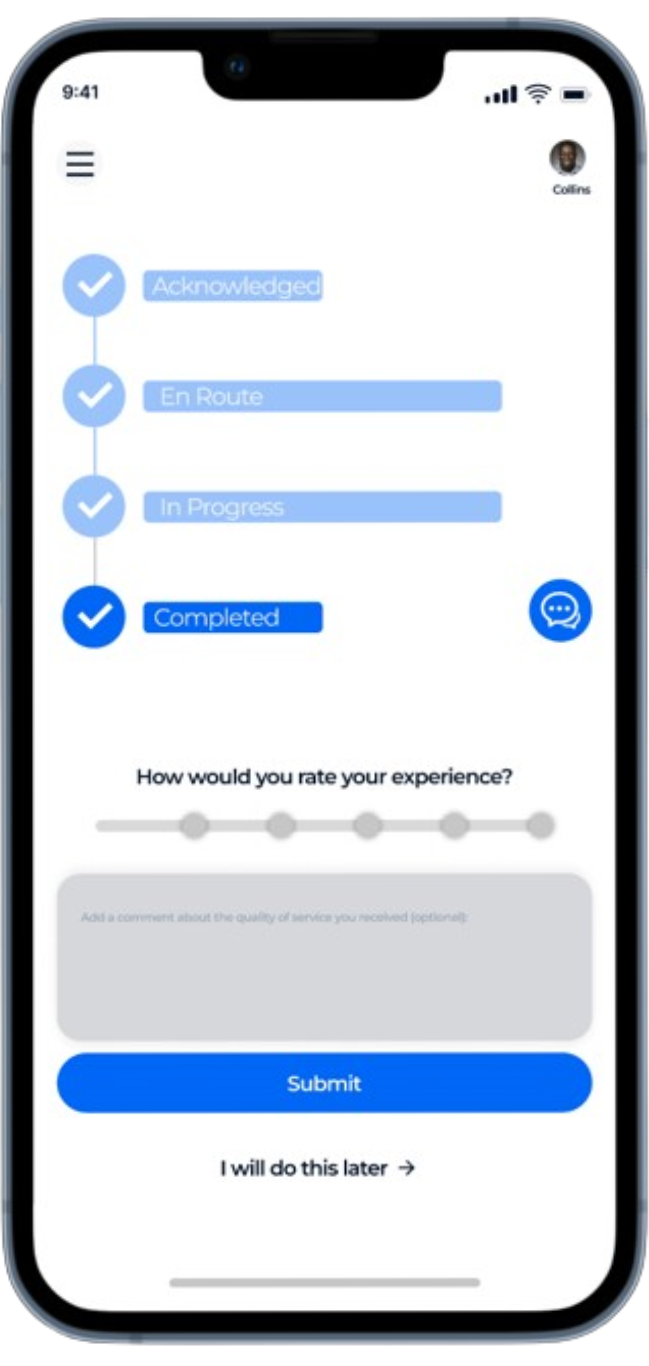 9:41
Collins
Acknowledged
En Route
In Progress
Completed
How would you rate your experience?
Add a comment about the quality of service you received (optional):
Submit
I will do this later →